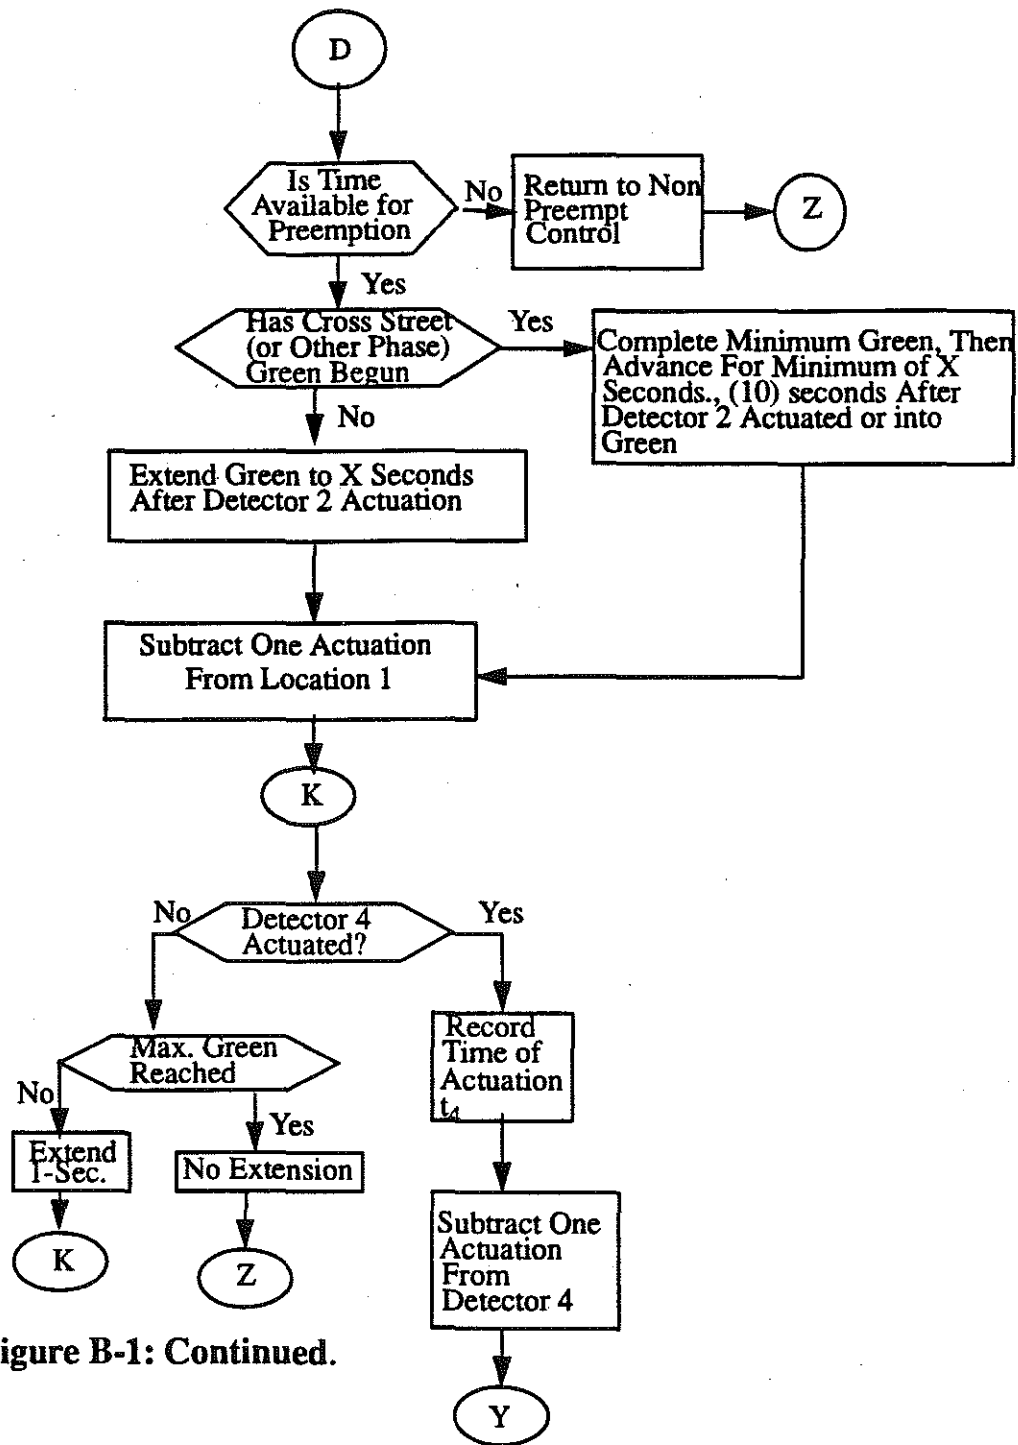 D
Is Time
Available for
Preemption
No
Return to Non
Preempt
Control
Z
Yes
Has Cross Street
(or Other Phase)
Green Begun
Yes
Complete Minimum Green, Then
Advance For Minimum of X
Seconds., (10) seconds After
Detector 2 Actuated or into
Green
No
Extend Green to X Seconds
After Detector 2 Actuation
Subtract One Actuation
From Location 1
K
No
Detector 4
Actuated?
Yes
Max. Green
Reached
Record
Time of
Actuation
t4
No
Yes
Extend
1-Sec.
No Extension
Subtract One
Actuation
From
Detector 4
K
Z
igure B-1: Continued.
Y